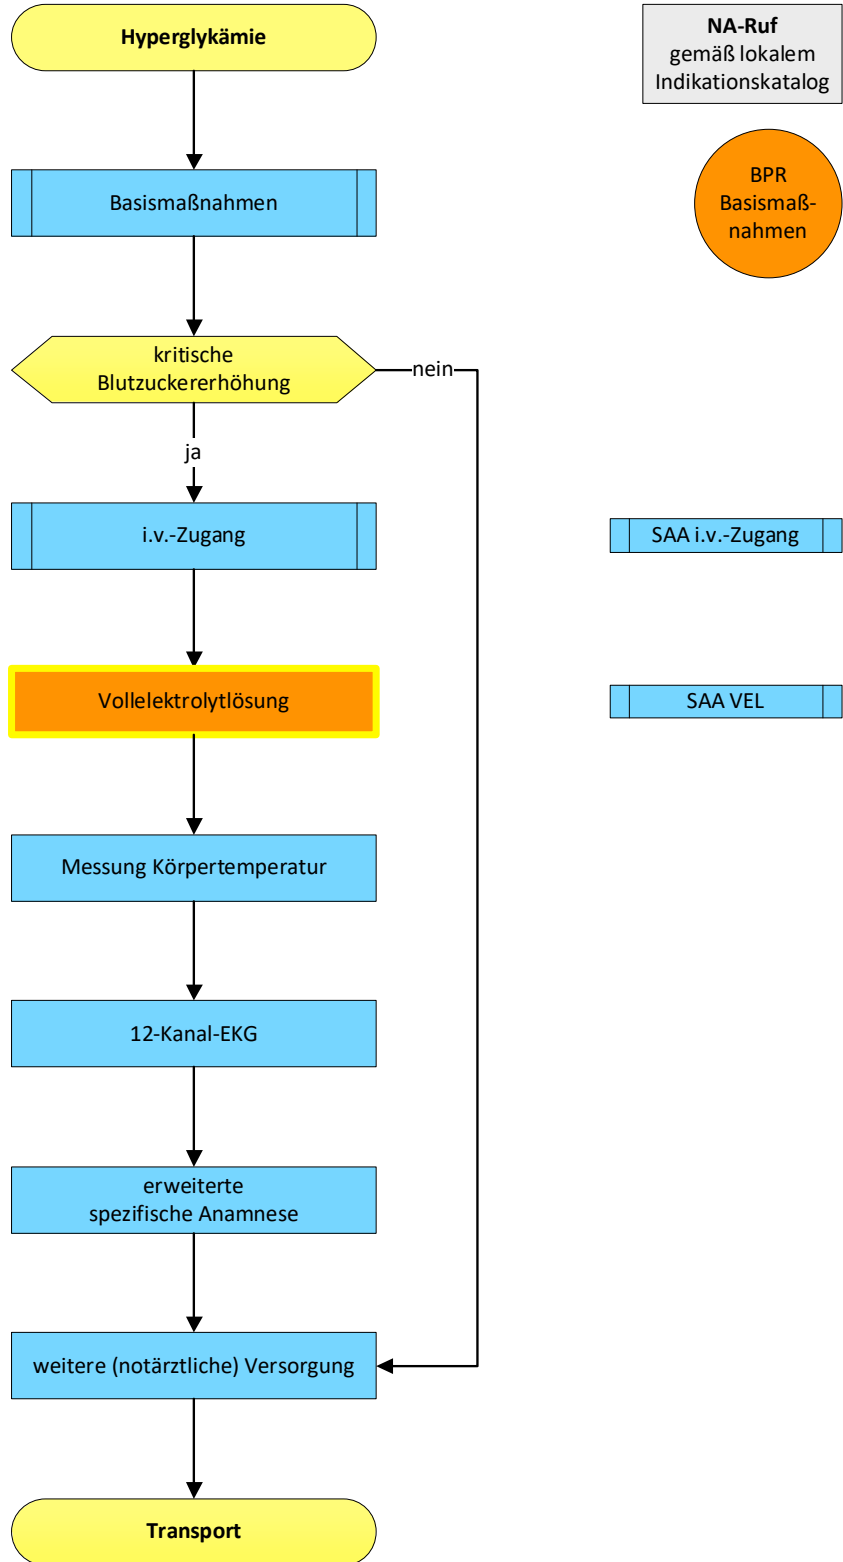 Hyperglykämie
NA-Ruf
gemäß lokalem
Indikationskatalog
BPR
Basismaß-
nahmen
Basismaßnahmen
kritische
Blutzuckererhöhung
nein
ja
i.v.-Zugang
SAA i.v.-Zugang
Vollelektrolytlösung
SAA VEL
Messung Körpertemperatur
12-Kanal-EKG
erweiterte
spezifische Anamnese
weitere (notärztliche) Versorgung
Transport